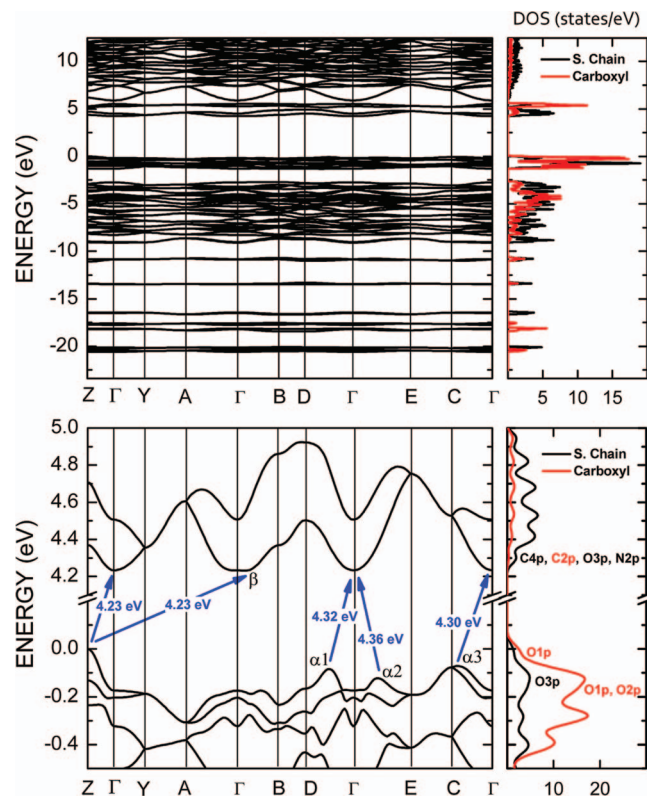 DOS (states/eV)
ENERGY (eV)
10
5
0
-5
-10
-15
-20
S. Chain
Carboxyl
Z Γ Y A Γ B D Γ E C Γ
5 10 15
ENERGY (eV)
5.0
4.8
4.6
4.4
4.2
0.0
-0.2
-0.4
S. Chain
Carboxyl
C4p, C2p, O3p, N2p
β
4.23 eV
4.23 eV
4.32 eV
4.36 eV
4.30 eV
α1
α2
α3
O1p
O3p
O1p, O2p
Z Γ Y A Γ B D Γ E C Γ
10 20